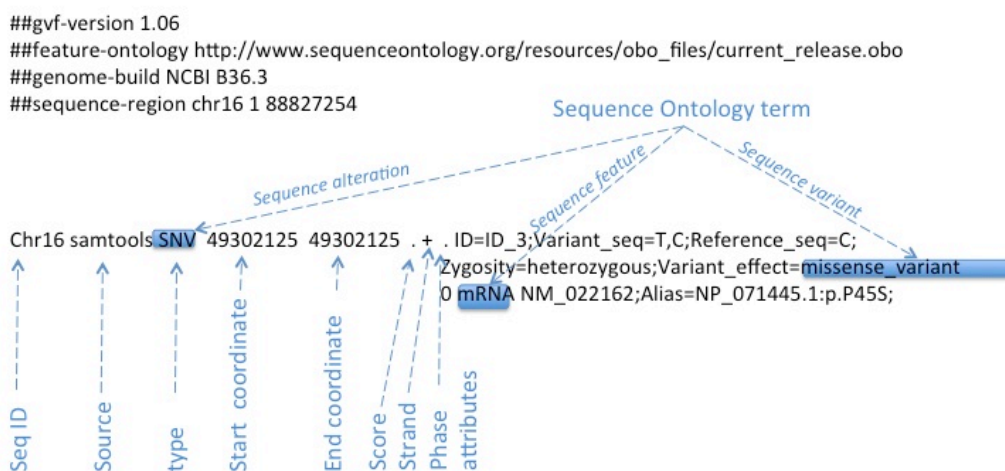 ##gvf-version 1.06
##feature-ontology http://www.sequenceontology.org/resources/obo_files/current_release.obo
##genome-build NCBI B36.3
##sequence-region chr16 1 88827254
Sequence Ontology term
Sequence alteration
Sequence feature
Sequence variant
Chr16 samtools SNV 49302125 49302125 . + . ID=ID_3;Variant_seq=T,C;Reference_seq=C;
Zygosity=heterozygous;Variant_effect=missense_variant
0 mRNA NM_022162;Alias=NP_071445.1:p.P45S;
Seq ID
Source
type
Start coordinate
End coordinate
Score
Strand
Phase
attributes